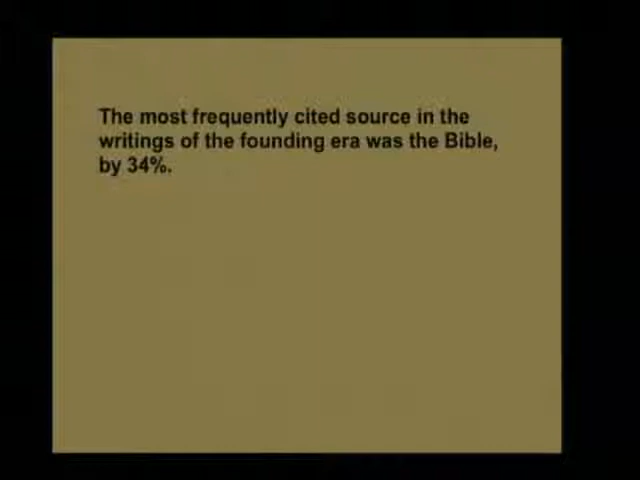 The most frequently cited source in the
writings of the founding era was the Bible,
by 34%.